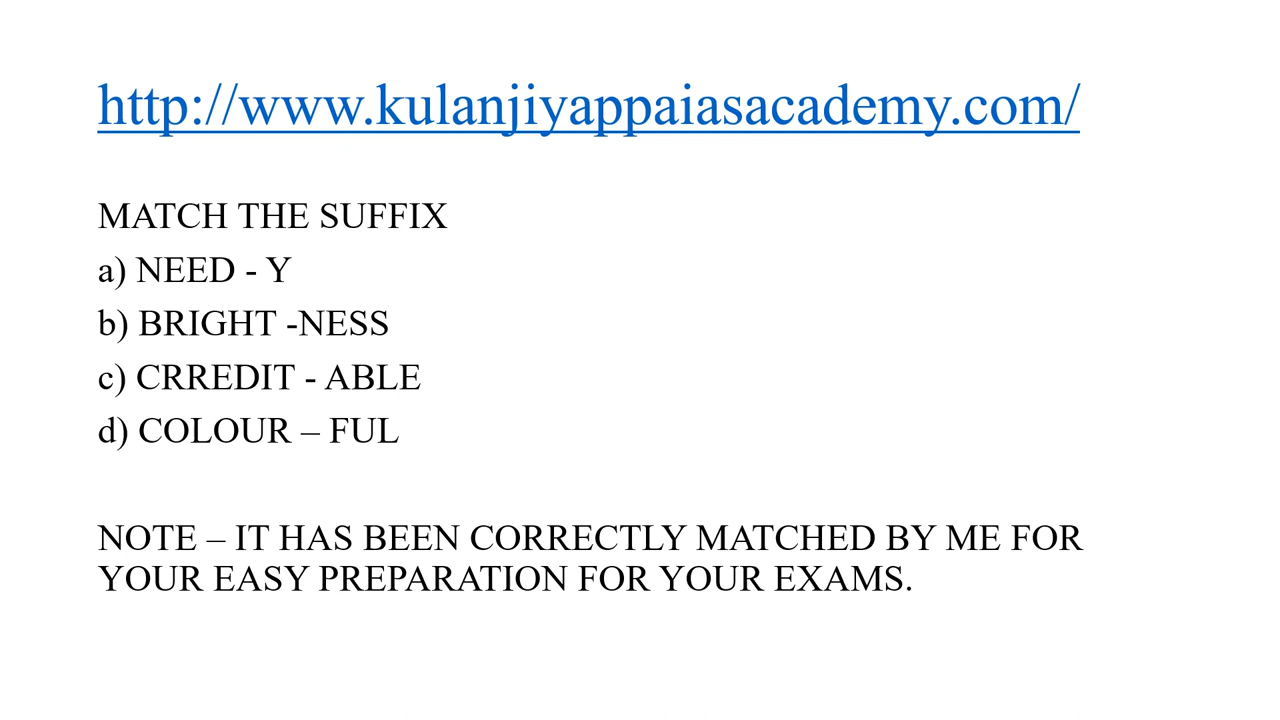 http://www.kulanjiyappaiasacademy.com/
MATCH THE SUFFIX
a) NEED - Y
b) BRIGHT -NESS
c) CRREDIT - ABLE
d) COLOUR – FUL
NOTE – IT HAS BEEN CORRECTLY MATCHED BY ME FOR
YOUR EASY PREPARATION FOR YOUR EXAMS.